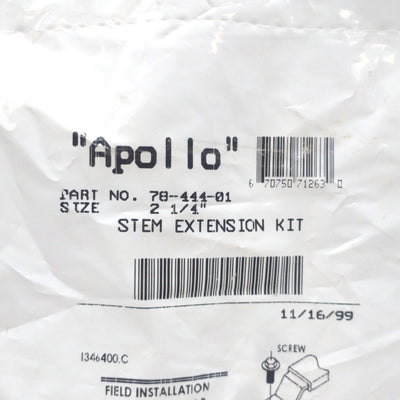 "Apollo"
6 70750 71263 0
PART NO. 78-444-01
SIZE 2 1/4"
STEM EXTENSION KIT
11/16/99
I346400.C
SCREW
FIELD INSTALLATION